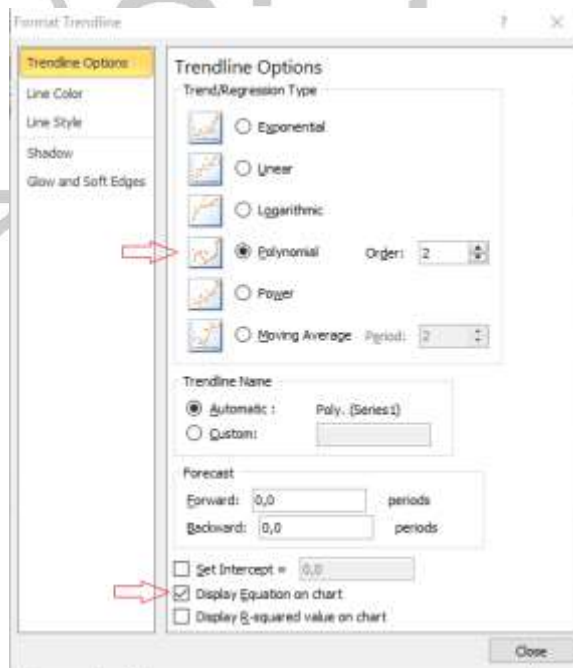 Format Trendline ? ×
Trendline Options
Line Color
Line Style
Shadow
Glow and Soft Edges
Trendline Options
Trend/Regression Type
Exponential
Linear
Logarithmic
Polynomial Order: 2
Power
Moving Average Period: 2
Trendline Name
Automatic : Poly. (Series1)
Custom:
Forecast
Forward: 0,0 periods
Backward: 0,0 periods
Set Intercept = 0,0
Display Equation on chart
Display R-squared value on chart
Close